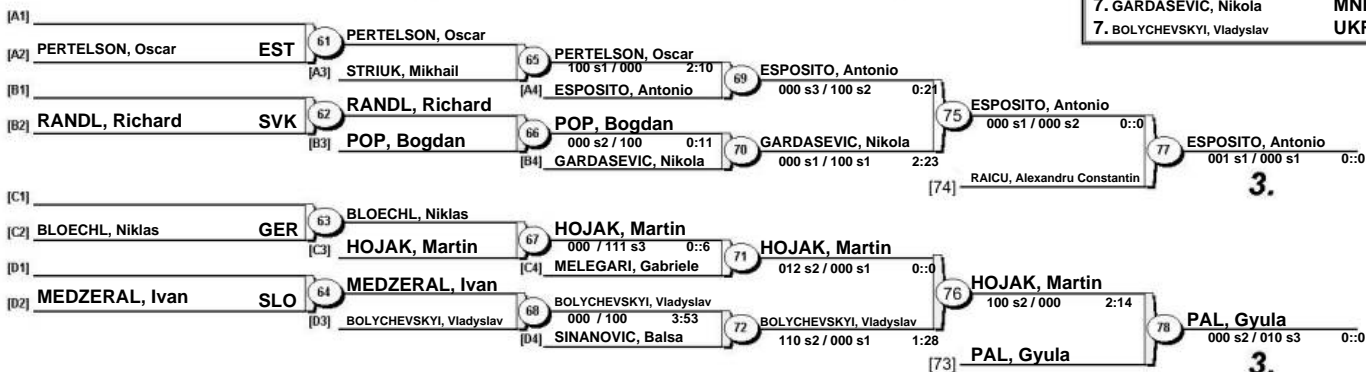 7. GARDASEVIC, Nikola
7. BOLYCHEVSKYI, Vladyslav
[A1]
[A2] PERTELSON, Oscar EST
61
PERTELSON, Oscar
[A3] STRIUK, Mikhail
65
PERTELSON, Oscar
100 s1 / 000 2:10
[A4] ESPOSITO, Antonio
69
ESPOSITO, Antonio
000 s3 / 100 s2 0:21
[B1]
[B2] RANDL, Richard SVK
62
RANDL, Richard
[B3] POP, Bogdan
66
POP, Bogdan
000 s2 / 100 0:11
[B4] GARDASEVIC, Nikola
70
GARDASEVIC, Nikola
000 s1 / 100 s1 2:23
75
ESPOSITO, Antonio
000 s1 / 000 s2 0::0
[74] RAICU, Alexandru Constantin
77
ESPOSITO, Antonio
001 s1 / 000 s1 0::0
3.
[C1]
[C2] BLOECHL, Niklas GER
63
BLOECHL, Niklas
[C3] HOJAK, Martin
67
HOJAK, Martin
000 / 111 s3 0::6
[C4] MELEGARI, Gabriele
71
HOJAK, Martin
012 s2 / 000 s1 0::0
[D1]
[D2] MEDZERAL, Ivan SLO
64
MEDZERAL, Ivan
[D3] BOLYCHEVSKYI, Vladyslav
68
BOLYCHEVSKYI, Vladyslav
000 / 100 3:53
[D4] SINANOVIC, Balsa
72
BOLYCHEVSKYI, Vladyslav
110 s2 / 000 s1 1:28
76
HOJAK, Martin
100 s2 / 000 2:14
[73] PAL, Gyula
78
PAL, Gyula
000 s2 / 010 s3 0::0
3.